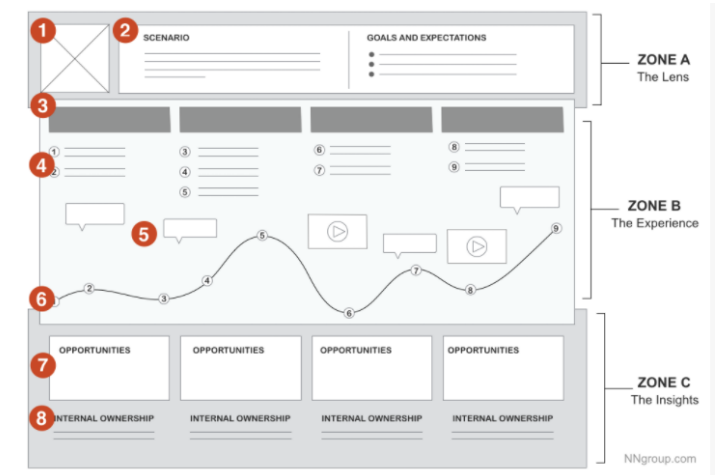 1
2
SCENARIO
GOALS AND EXPECTATIONS
ZONE A
The Lens
3
4
1
2
3
4
5
6
7
8
9
ZONE B
The Experience
5
6
2
3
4
5
6
7
8
9
7
OPPORTUNITIES
OPPORTUNITIES
OPPORTUNITIES
OPPORTUNITIES
ZONE C
The Insights
8
INTERNAL OWNERSHIP
INTERNAL OWNERSHIP
INTERNAL OWNERSHIP
INTERNAL OWNERSHIP
NNgroup.com